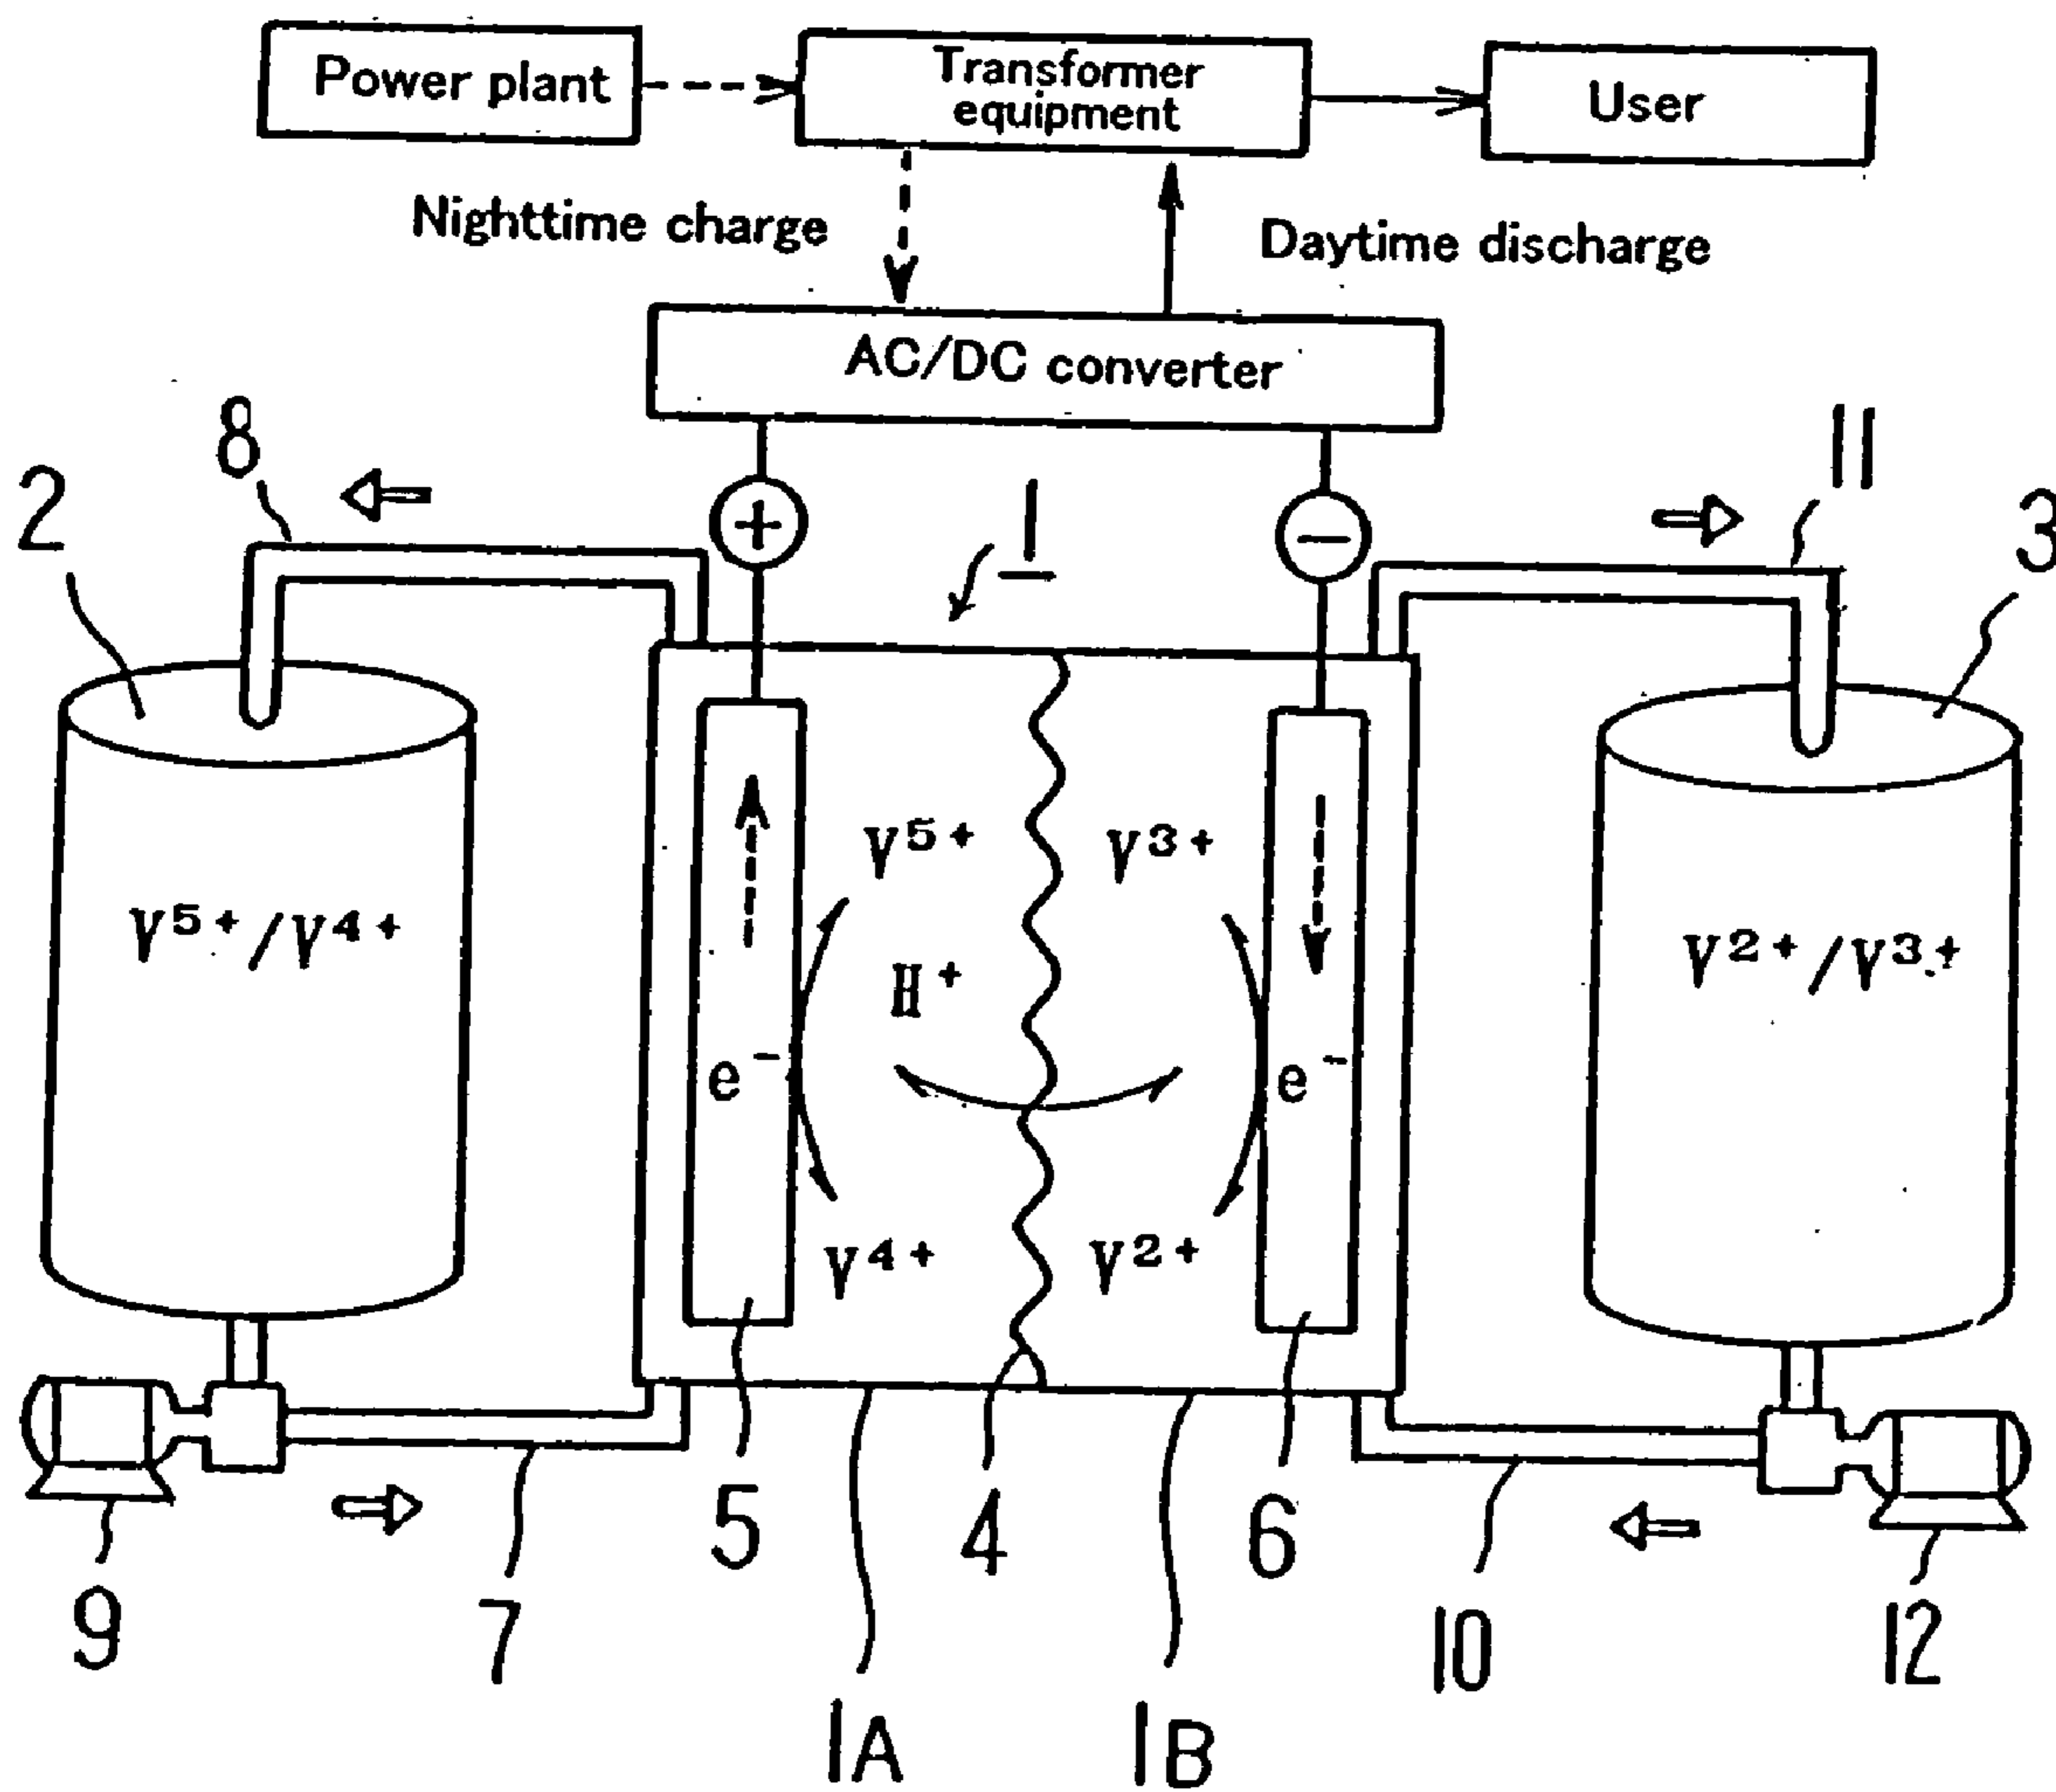 Power plant
Transformer
equipment
User
Nighttime charge
Daytime discharge
AC/DC converter
8
11
2
+
1
−
3
V⁵⁺
V³⁺
V⁵⁺/V⁴⁺
V²⁺/V³⁺
H⁺
e⁻
e⁻
V⁴⁺
V²⁺
5
4
6
9
7
10
12
1A
1B